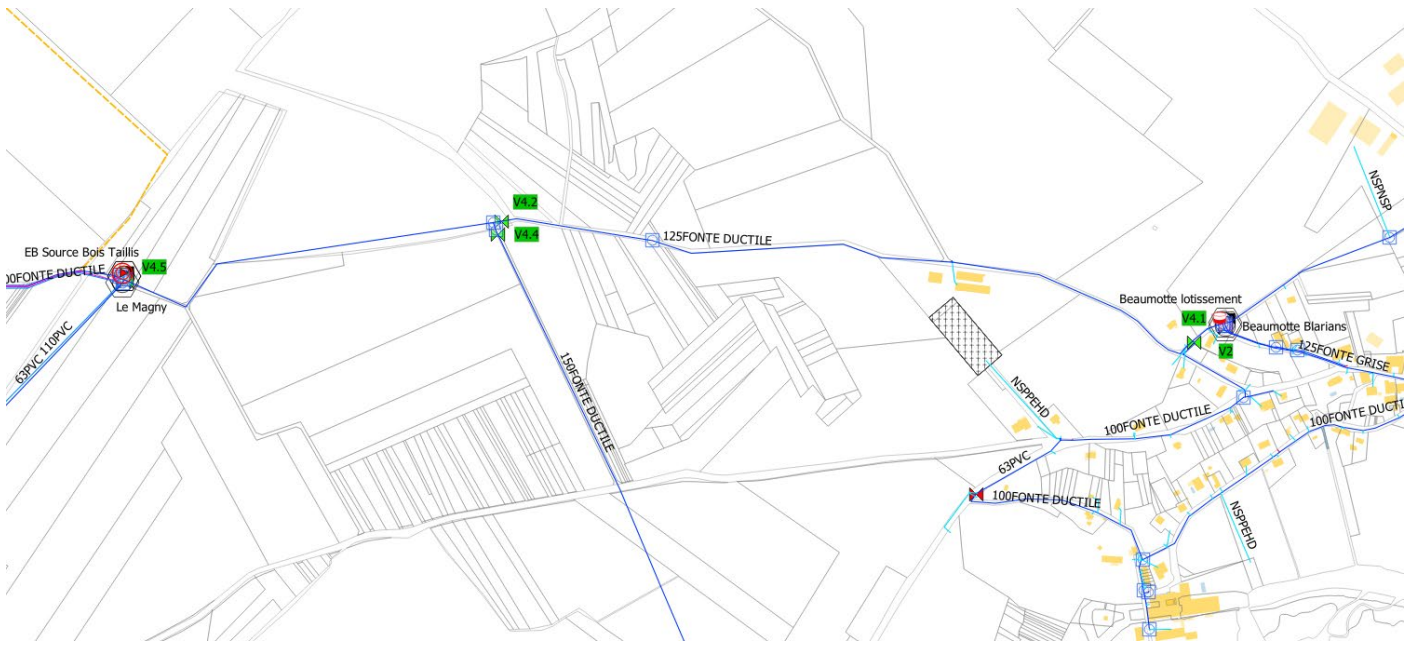 V4.2
V4.4
125FONTE DUCTILE
EB Source Bois Taillis
V4.5
00FONTE DUCTILE
Le Magny
63PVC 110PVC
150FONTE DUCTILE
NSPNSP
Beaumotte lotissement
V4.1
Beaumotte Blarians
V2
125FONTE GRISE
NSPPEHD
100FONTE DUCTILE
100FONTE DUCTI
63PVC
100FONTE DUCTILE
NSPPEHD